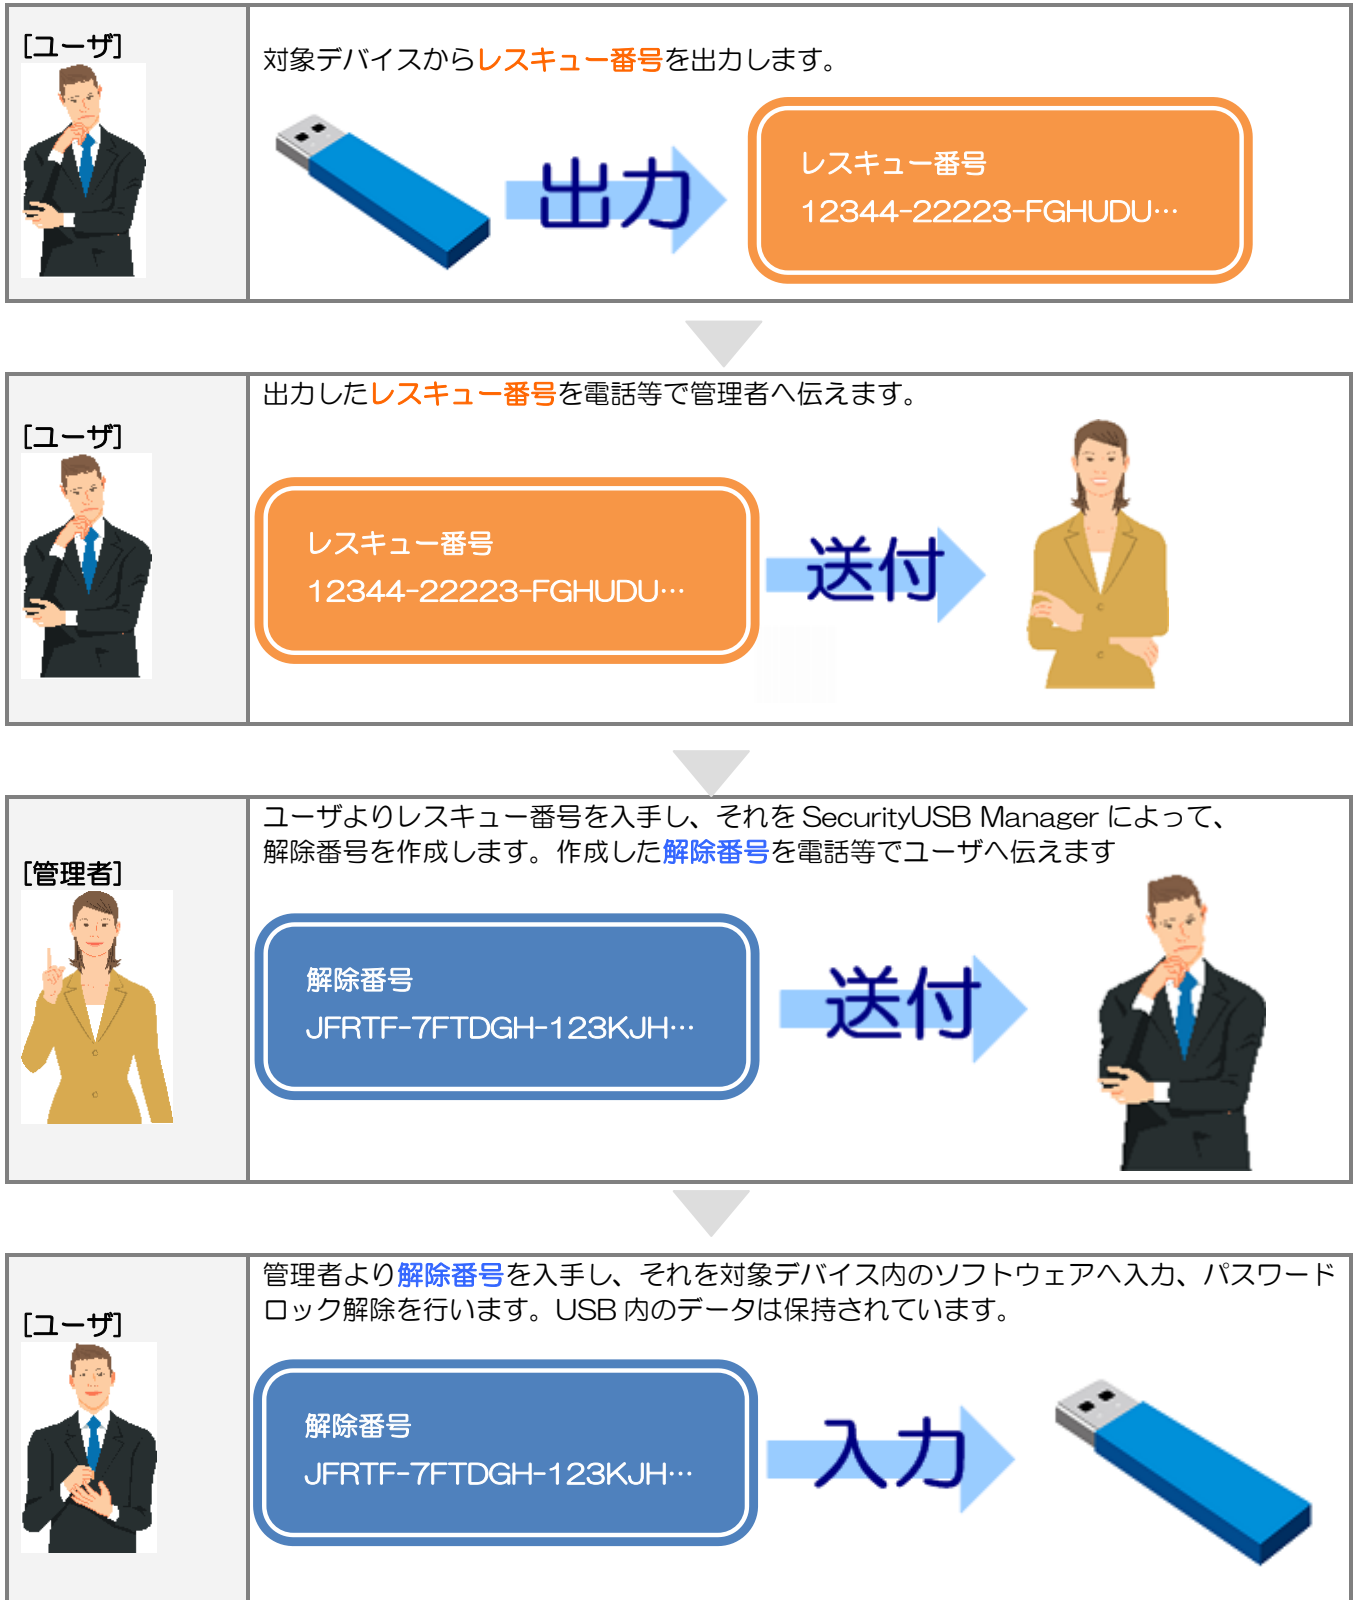 [ユーザ]
対象デバイスからレスキュー番号を出力します。
出力
レスキュー番号
12344-22223-FGHUDU…
[ユーザ]
出力したレスキュー番号を電話等で管理者へ伝えます。
レスキュー番号
12344-22223-FGHUDU…
送付
[管理者]
ユーザよりレスキュー番号を入手し、それを SecurityUSB Manager によって、
解除番号を作成します。作成した解除番号を電話等でユーザへ伝えます
解除番号
JFRTF-7FTDGH-123KJH…
送付
[ユーザ]
管理者より解除番号を入手し、それを対象デバイス内のソフトウェアへ入力、パスワード
ロック解除を行います。USB 内のデータは保持されています。
解除番号
JFRTF-7FTDGH-123KJH…
入力